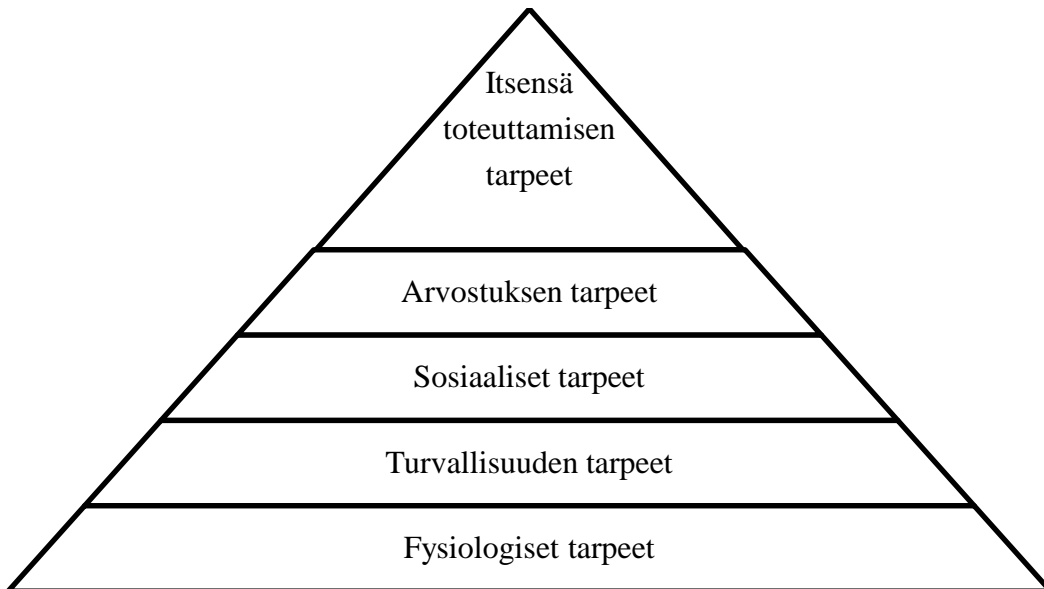 Itsensä
toteuttamisen
tarpeet
Arvostuksen tarpeet
Sosiaaliset tarpeet
Turvallisuuden tarpeet
Fysiologiset tarpeet